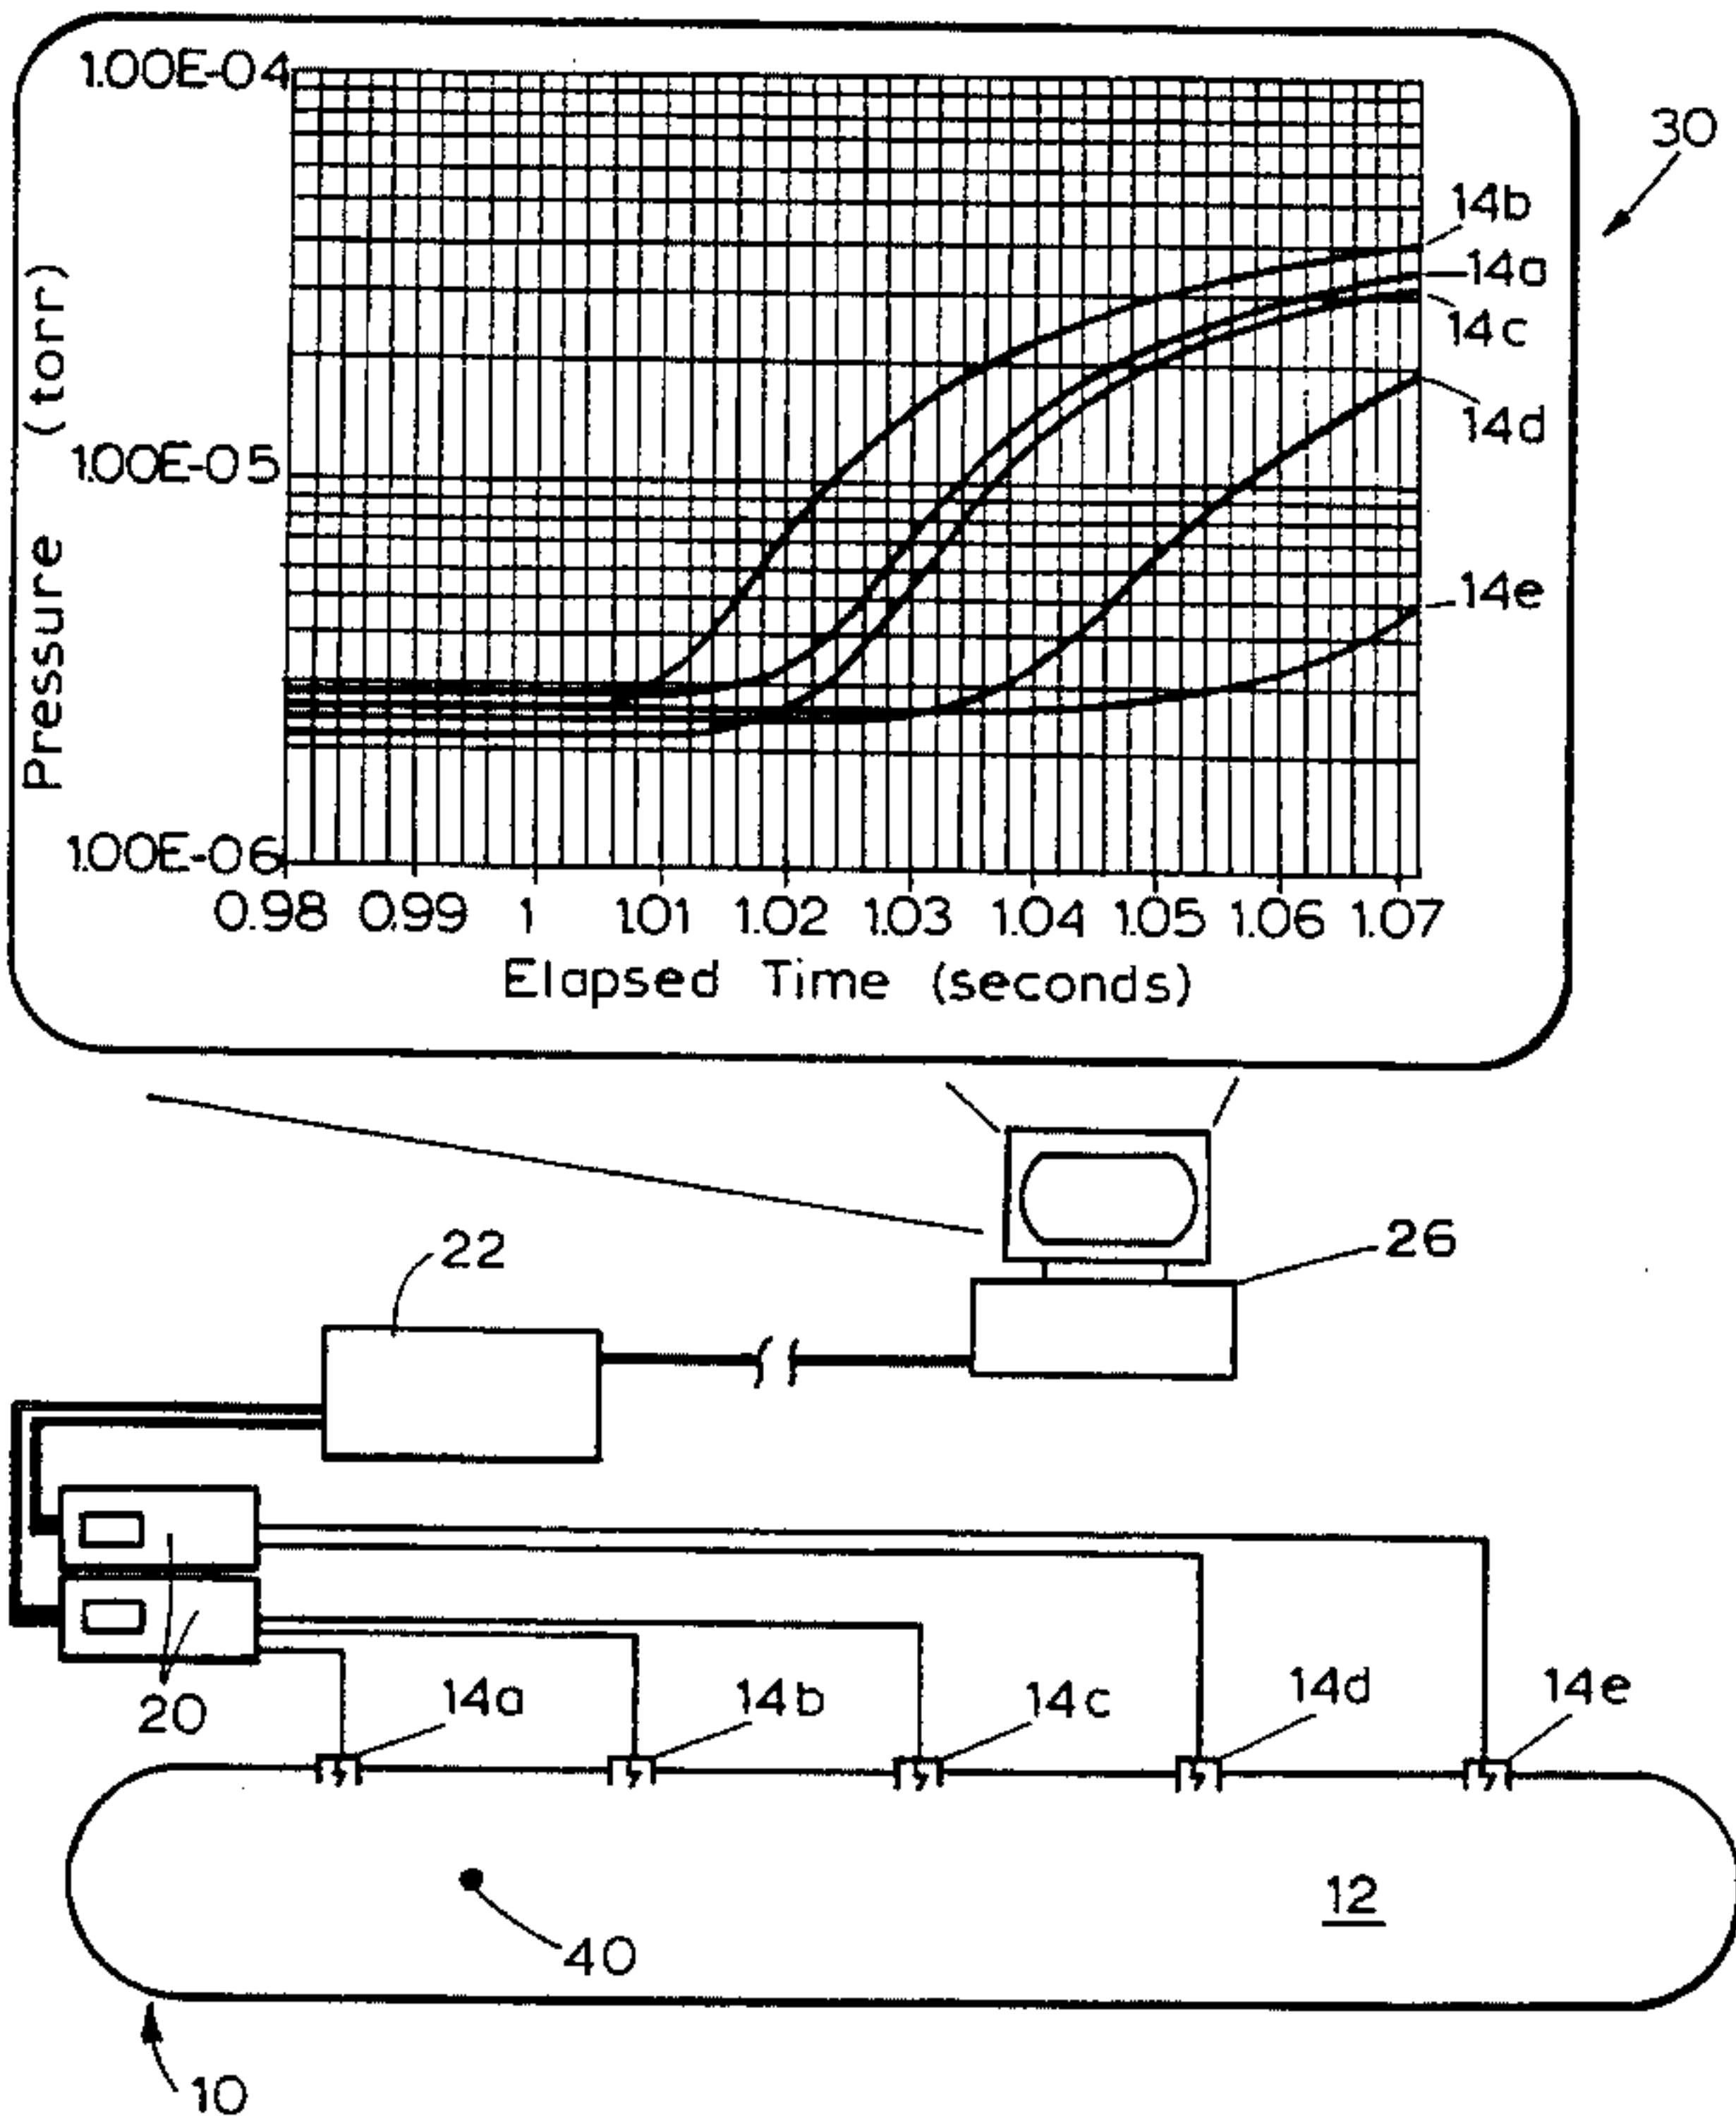 1.00E-04
30
14b
14a
14c
14d
1.00E-05
14e
Pressure (torr)
1.00E-06
0.98 0.99 1 1.01 1.02 1.03 1.04 1.05 1.06 1.07
Elapsed Time (seconds)
22
26
20
14a 14b 14c 14d 14e
12
40
10